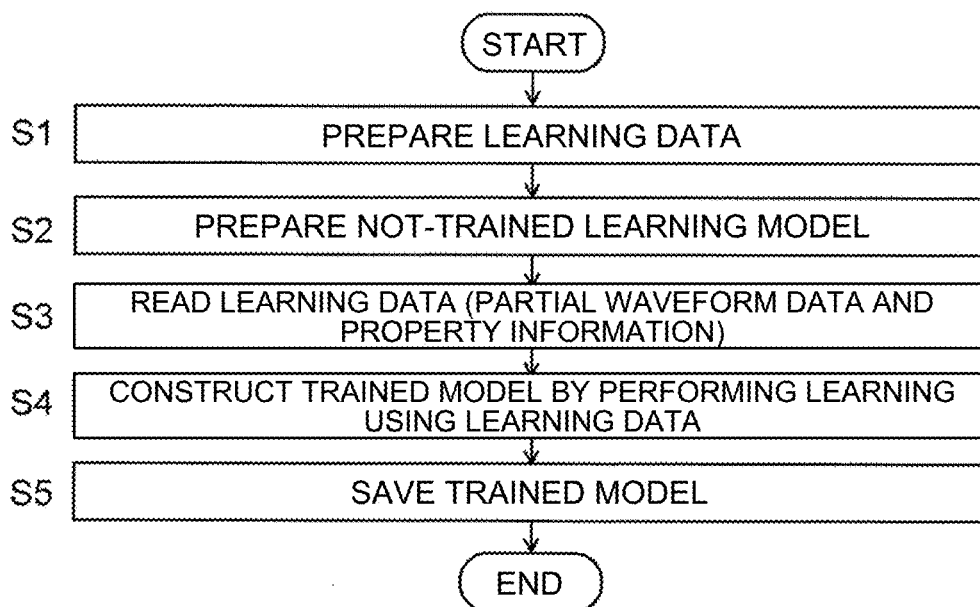 START
S1 PREPARE LEARNING DATA
S2 PREPARE NOT-TRAINED LEARNING MODEL
S3 READ LEARNING DATA (PARTIAL WAVEFORM DATA AND
PROPERTY INFORMATION)
S4 CONSTRUCT TRAINED MODEL BY PERFORMING LEARNING
USING LEARNING DATA
S5 SAVE TRAINED MODEL
END